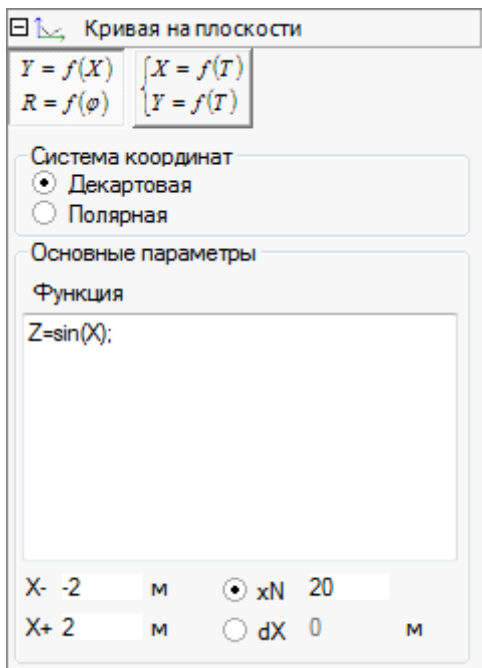 Кривая на плоскости
Y = f(X)
R = f(φ)
X = f(T)
Y = f(T)
Система координат
Декартовая
Полярная
Основные параметры
Функция
Z=sin(X);
X- -2 м xN 20
X+ 2 м dX 0 м